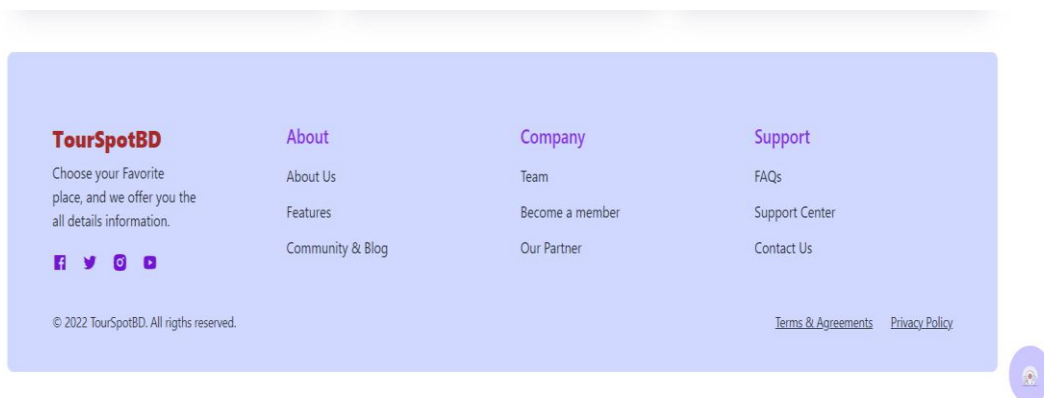 TourSpotBD
Choose your Favorite
place, and we offer you the
all details information.
About
About Us
Features
Community & Blog
Company
Team
Become a member
Our Partner
Support
FAQs
Support Center
Contact Us
© 2022 TourSpotBD. All rigths reserved.
Terms & Agreements
Privacy Policy